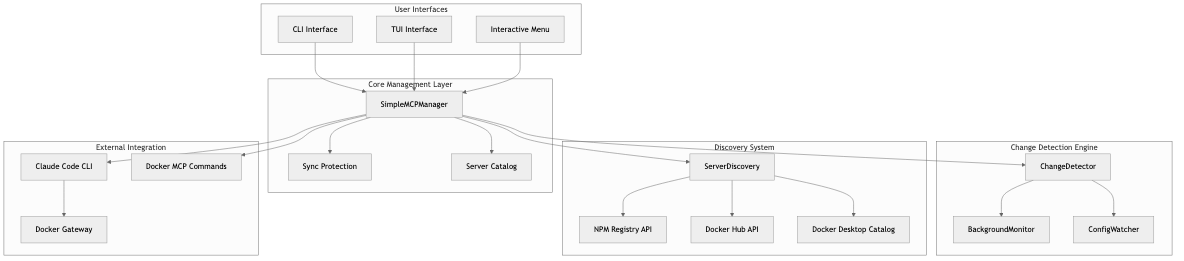 User Interfaces
CLI Interface
TUI Interface
Interactive Menu
Core Management Layer
SimpleMCPManager
Sync Protection
Server Catalog
External Integration
Claude Code CLI
Docker MCP Commands
Docker Gateway
Discovery System
ServerDiscovery
NPM Registry API
Docker Hub API
Docker Desktop Catalog
Change Detection Engine
ChangeDetector
BackgroundMonitor
ConfigWatcher